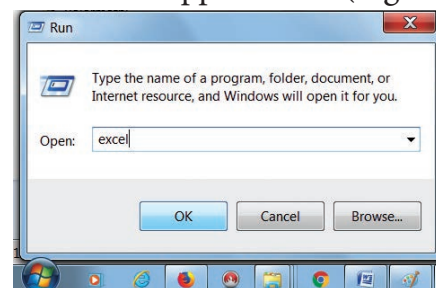 Run
Type the name of a program, folder, document, or
Internet resource, and Windows will open it for you.
Open: excel
OK Cancel Browse...